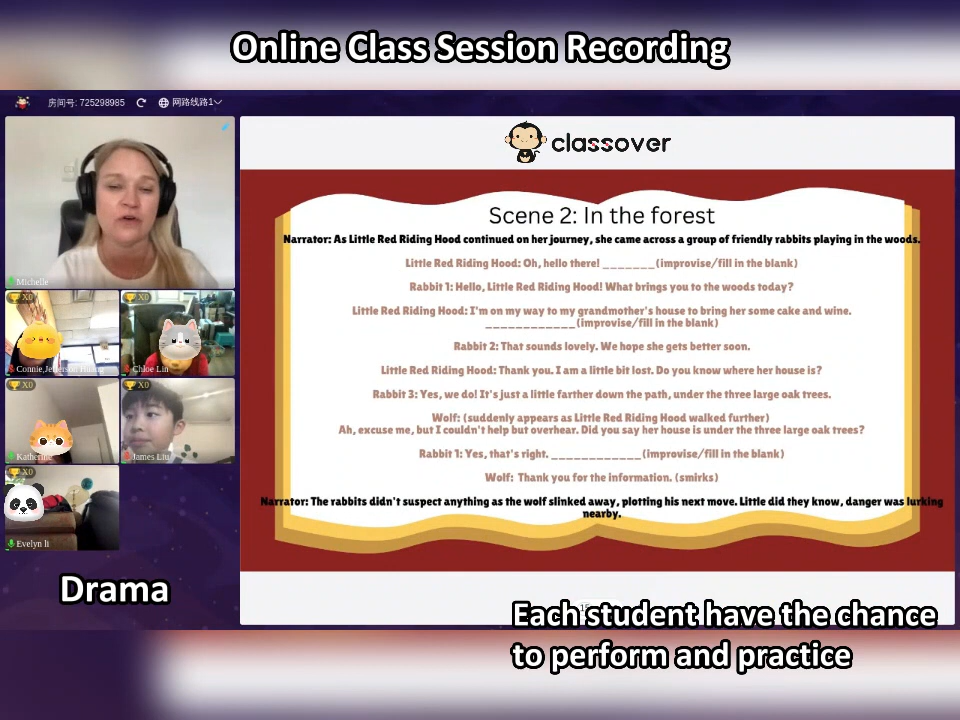 Online Class Session Recording
房间号: 725298985
网路线路1
classover
Michelle
X0
X0
Chloe Lin
X0
X0
James Liu
X0
Evelyn li
Scene 2: In the forest
Narrator: As Little Red Riding Hood continued on her journey, she came across a group of friendly rabbits playing in the woods.
Little Red Riding Hood: Oh, hello there! _______(improvise/fill in the blank)
Rabbit 1: Hello, Little Red Riding Hood! What brings you to the woods today?
Little Red Riding Hood: I'm on my way to my grandmother's house to bring her some cake and wine.
____________(improvise/fill in the blank)
Rabbit 2: That sounds lovely. We hope she gets better soon.
Little Red Riding Hood: Thank you. I am a little bit lost. Do you know where her house is?
Rabbit 3: Yes, we do! It's just a little farther down the path, under the three large oak trees.
Wolf: (suddenly appears as Little Red Riding Hood walked further)
Ah, excuse me, but I couldn't help but overhear. Did you say her house is under the three large oak trees?
Rabbit 1: Yes, that's right. ____________(improvise/fill in the blank)
Wolf: Thank you for the information. (smirks)
Narrator: The rabbits didn't suspect anything as the wolf slinked away, plotting his next move. Little did they know, danger was lurking
nearby.
Drama
Each student have the chance
to perform and practice